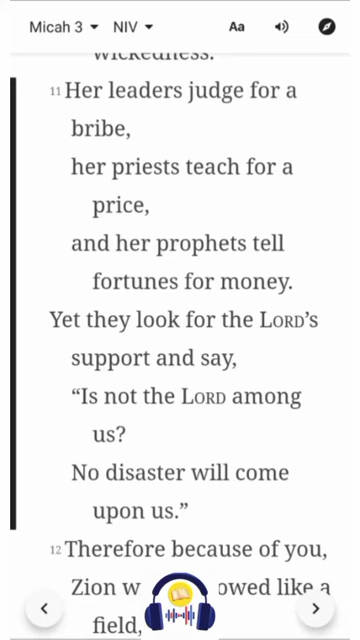 Micah 3 NIV Aa
wickedness.
11 Her leaders judge for a
bribe,
her priests teach for a
price,
and her prophets tell
fortunes for money.
Yet they look for the LORD’s
support and say,
“Is not the LORD among
us?
No disaster will come
upon us.”
12 Therefore because of you,
Zion w owed like a
field,